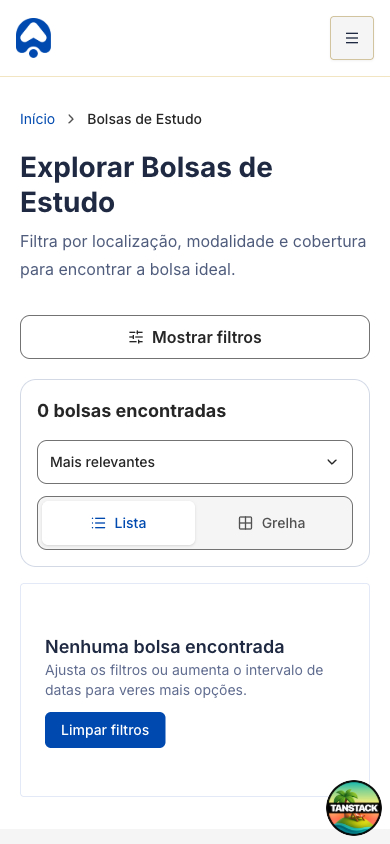 Início
Bolsas de Estudo
Explorar Bolsas de
Estudo
Filtra por localização, modalidade e cobertura
para encontrar a bolsa ideal.
Mostrar filtros
0 bolsas encontradas
Mais relevantes
Lista
Grelha
Nenhuma bolsa encontrada
Ajusta os filtros ou aumenta o intervalo de
datas para veres mais opções.
Limpar filtros
TANSTACK